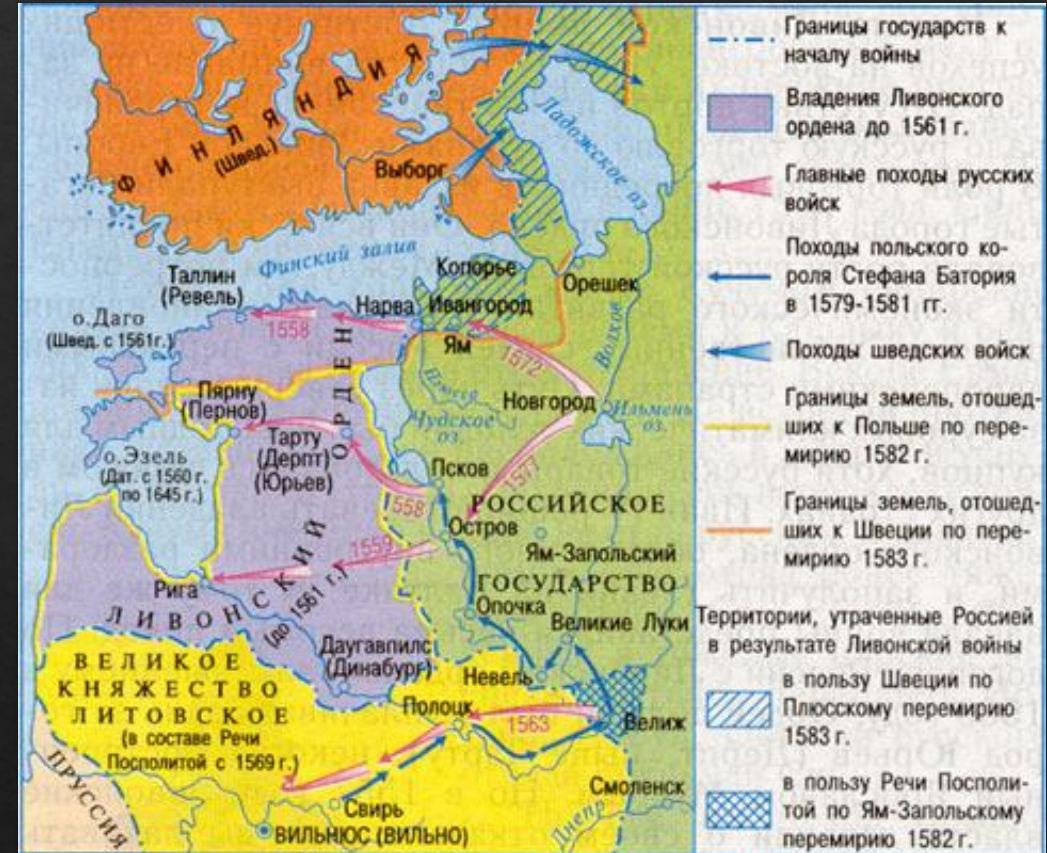 ФИНЛЯНДИЯ
(Швед.)
Выборг
Ладожское оз.
Финский залив
Таллин
(Ревель)
Нарва
Копорье
Ивангород
Орешек
о.Даго
(Швед. с 1561г.)
1558
Ям
1572
Волхов
Пярну
(Пернов)
Чудское
оз.
Новгород
Ильмень
оз.
Тарту
(Дерпт)
(Юрьев)
о.Эзель
(Дат. с 1560 г.
по 1645 г.)
Псков
558
1577
РОССИЙСКОЕ
Остров
Ям-Запольский
ГОСУДАРСТВО
1559
Рига
ЛИВОНСКИЙ
ОРДЕН
(до 1561 г.)
Опочка
Великие Луки
Даугавпилс
(Динабург)
Невель
ВЕЛИКОЕ
КНЯЖЕСТВО
ЛИТОВСКОЕ
(в составе Речи
Посполитой с 1569 г.)
Полоцк
1563
Велиж
Смоленск
Свирь
Днепр
ВИЛЬНЮС (ВИЛЬНО)
ПРУССИЯ
Границы государств к
началу войны
Владения Ливонского
ордена до 1561 г.
Главные походы русских
войск
Походы польского ко-
роля Стефана Батория
в 1579-1581 гг.
Походы шведских войск
Границы земель, отошед-
ших к Польше по пере-
мирию 1582 г.
Границы земель, отошед-
ших к Швеции по пере-
мирию 1583 г.
Территории, утраченные Россией
в результате Ливонской войны
в пользу Швеции по
Плюсскому перемирию
1583 г.
в пользу Речи Посполи-
той по Ям-Запольскому
перемирию 1582 г.